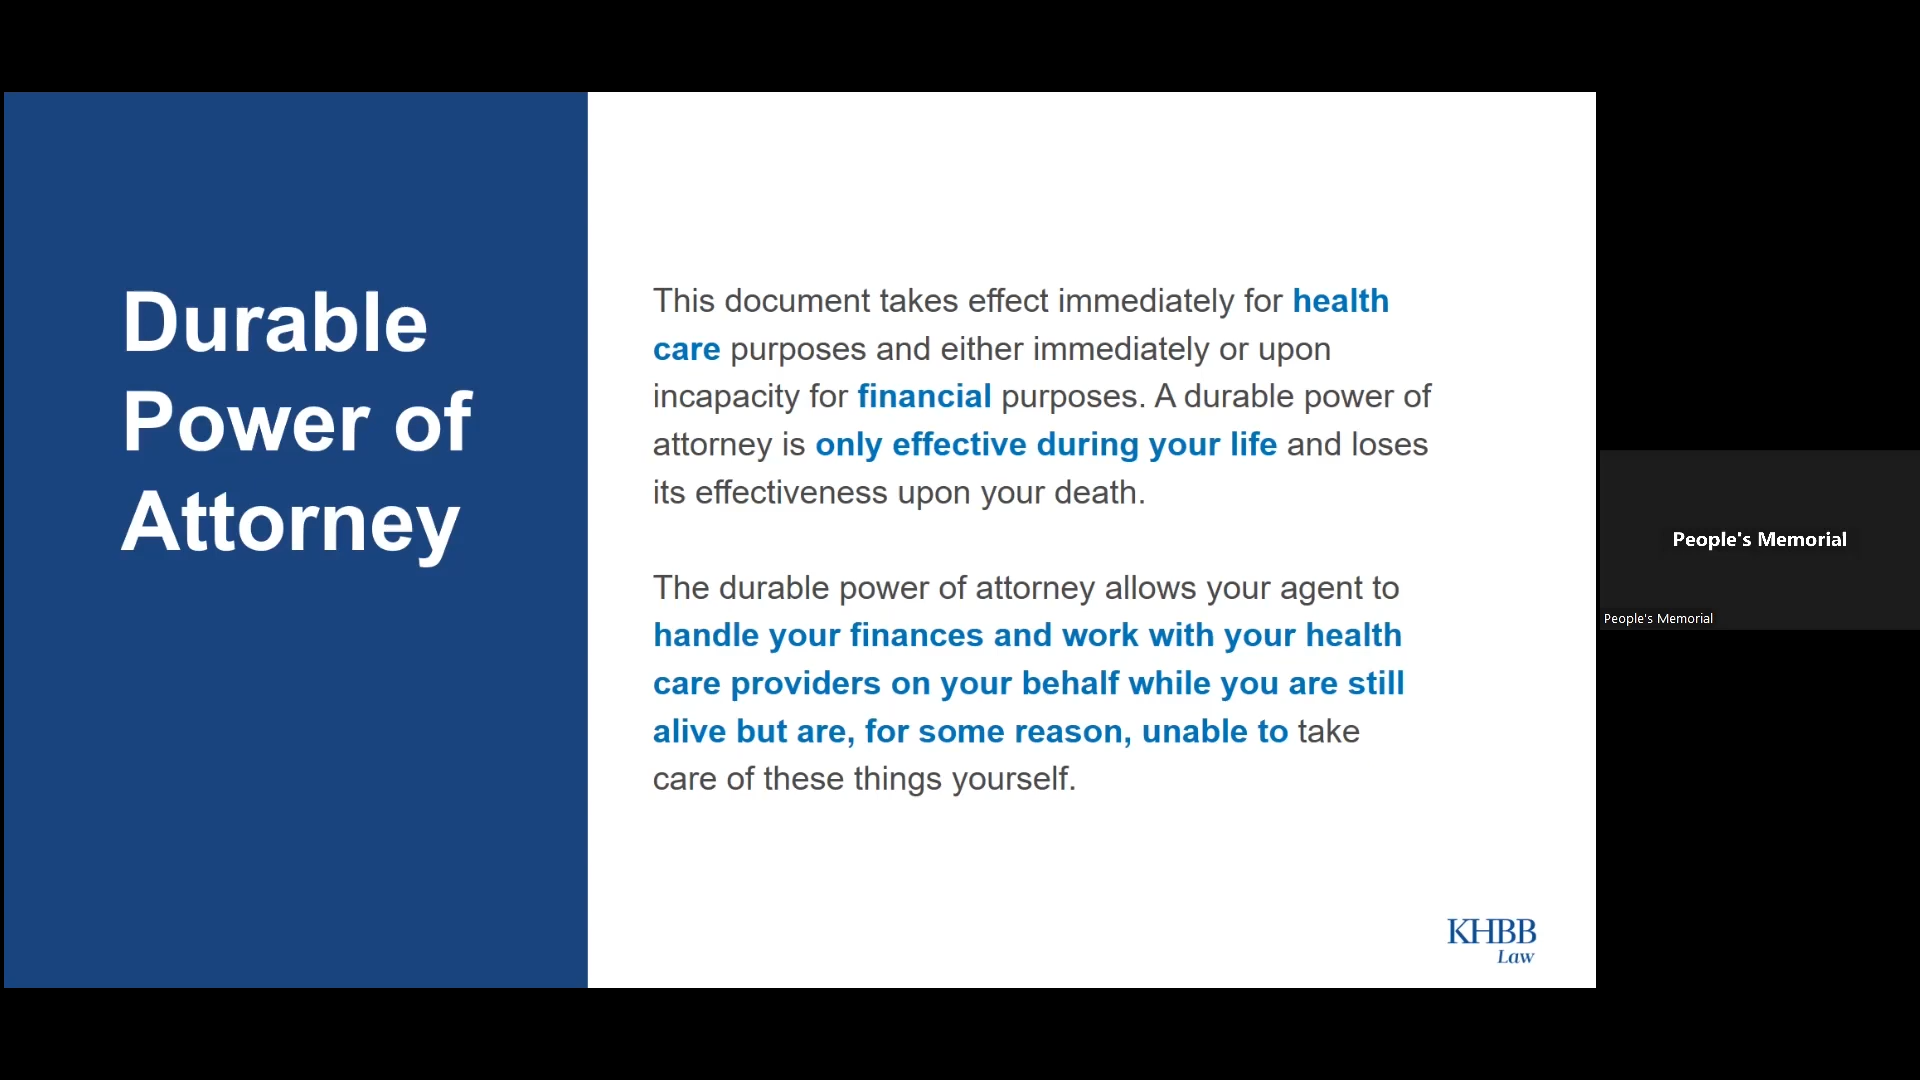 Durable
Power of
Attorney
This document takes effect immediately for health
care purposes and either immediately or upon
incapacity for financial purposes. A durable power of
attorney is only effective during your life and loses
its effectiveness upon your death.
The durable power of attorney allows your agent to
handle your finances and work with your health
care providers on your behalf while you are still
alive but are, for some reason, unable to take
care of these things yourself.
KHBB
Law
People's Memorial
People's Memorial